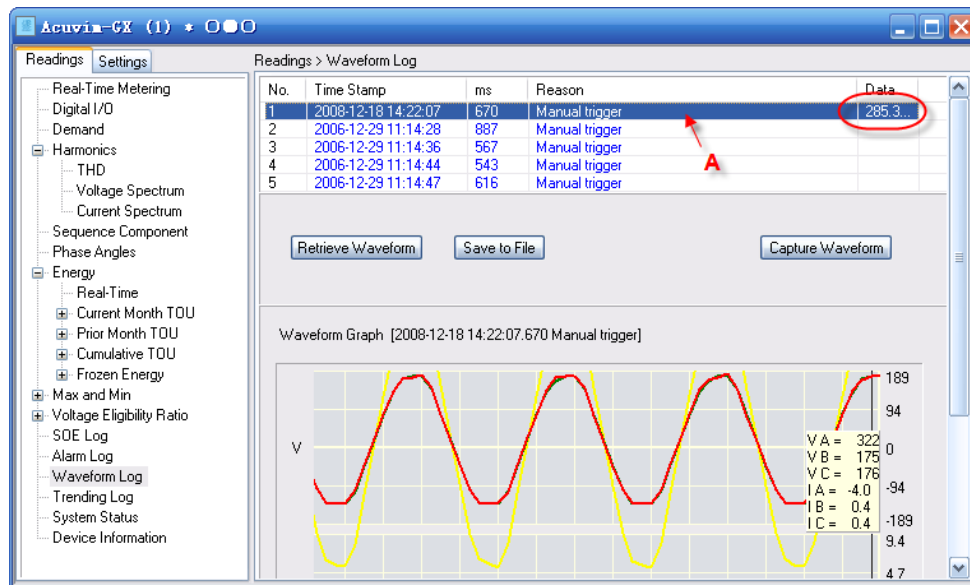 Acuvim-GX (1) *
Readings Settings
Readings > Waveform Log
Real-Time Metering
Digital I/O
Demand
Harmonics
THD
Voltage Spectrum
Current Spectrum
Sequence Component
Phase Angles
Energy
Real-Time
Current Month TOU
Prior Month TOU
Cumulative TOU
Frozen Energy
Max and Min
Voltage Eligibility Ratio
SOE Log
Alarm Log
Waveform Log
Trending Log
System Status
Device Information
No. Time Stamp ms Reason Data
1 2008-12-18 14:22:07 670 Manual trigger 285.3...
2 2006-12-29 11:14:28 887 Manual trigger
3 2006-12-29 11:14:36 567 Manual trigger
4 2006-12-29 11:14:44 543 Manual trigger
5 2006-12-29 11:14:47 616 Manual trigger
A
Retrieve Waveform Save to File Capture Waveform
Waveform Graph [2008-12-18 14:22:07.670 Manual trigger]
V
189
94
0
-94
-189
9.4
4.7
V A = 322
V B = 175
V C = 176
I A = -4.0
I B = 0.4
I C = 0.4